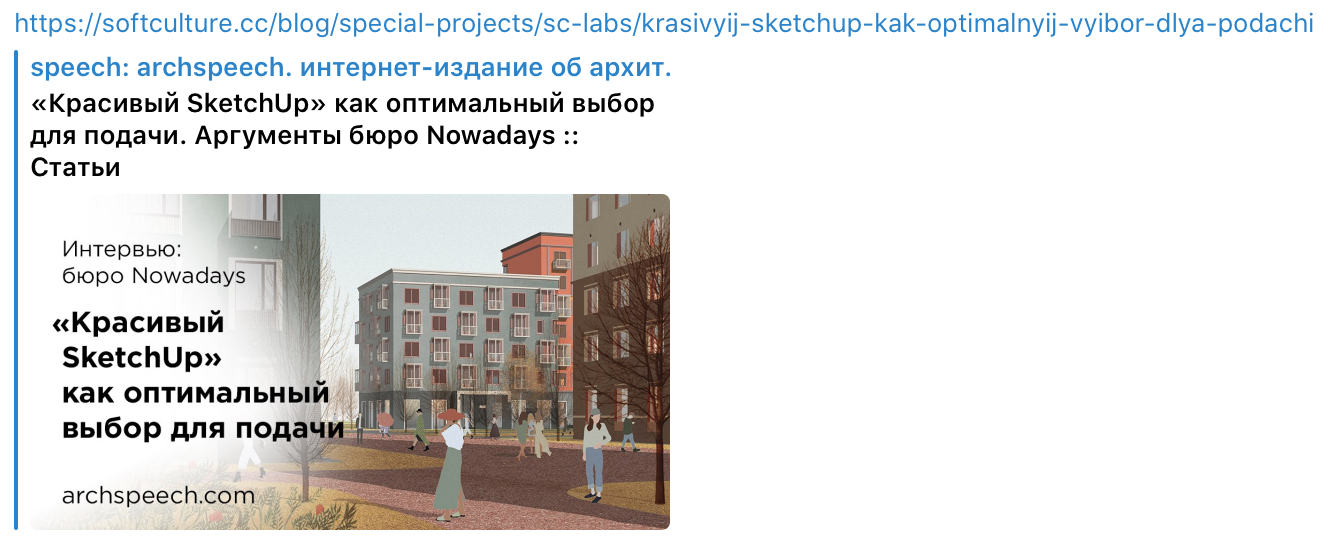 https://softculture.cc/blog/special-projects/sc-labs/krasivyij-sketchup-kak-optimalnyij-vyibor-dlya-podachi
speech: archspeech. интернет-издание об архит.
«Красивый SketchUp» как оптимальный выбор
для подачи. Аргументы бюро Nowadays ::
Статьи
Интервью:
бюро Nowadays
«Красивый
SketchUp»
как оптимальный
выбор для подачи
archspeech.com